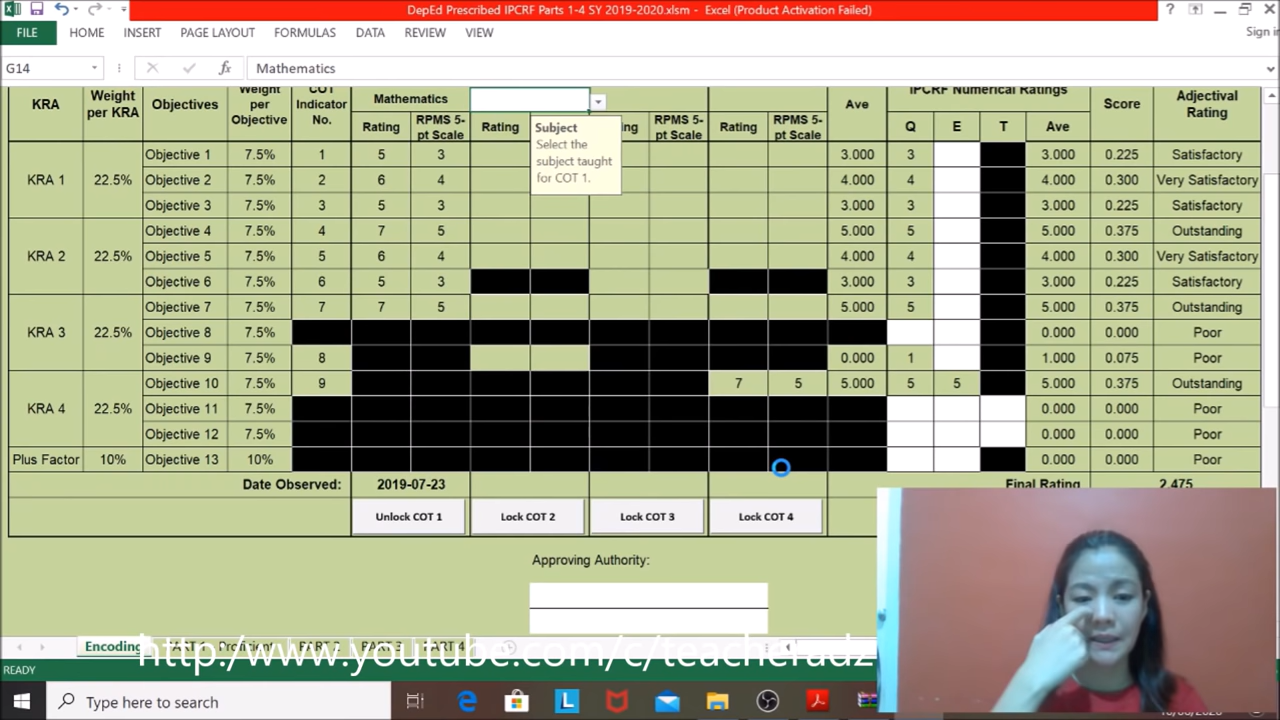 DepEd Prescribed IPCRF Parts 1-4 SY 2019-2020.xlsm - Excel (Product Activation Failed)
FILE HOME INSERT PAGE LAYOUT FORMULAS DATA REVIEW VIEW
G14 Mathematics
KRA Weight per KRA Objectives Weight per Objective COT Indicator No. Mathematics Ave IPCRF Numerical Ratings Score Adjectival Rating
Rating RPMS 5-pt Scale Rating RPMS 5-pt Scale Rating RPMS 5-pt Scale Q E T Ave
Subject
Select the
subject taught
for COT 1.
Objective 1 7.5% 1 5 3 3.000 3 3.000 0.225 Satisfactory
KRA 1 22.5% Objective 2 7.5% 2 6 4 4.000 4 4.000 0.300 Very Satisfactory
Objective 3 7.5% 3 5 3 3.000 3 3.000 0.225 Satisfactory
Objective 4 7.5% 4 7 5 5.000 5 5.000 0.375 Outstanding
KRA 2 22.5% Objective 5 7.5% 5 6 4 4.000 4 4.000 0.300 Very Satisfactory
Objective 6 7.5% 6 5 3 3.000 3 3.000 0.225 Satisfactory
Objective 7 7.5% 7 7 5 5.000 5 5.000 0.375 Outstanding
KRA 3 22.5% Objective 8 7.5% 0.000 0.000 Poor
Objective 9 7.5% 8 0.000 1 1.000 0.075 Poor
Objective 10 7.5% 9 7 5 5.000 5 5 5.000 0.375 Outstanding
KRA 4 22.5% Objective 11 7.5% 0.000 0.000 Poor
Objective 12 7.5% 0.000 0.000 Poor
Plus Factor 10% Objective 13 10% 0.000 0.000 Poor
Date Observed: 2019-07-23 Final Rating 2.475
Unlock COT 1 Lock COT 2 Lock COT 3 Lock COT 4
Approving Authority:
Encoding PART 1 Proficient PART 2 PART 3 PART 4
http:/www.youtube.com/c/teacheradz
READY
Type here to search